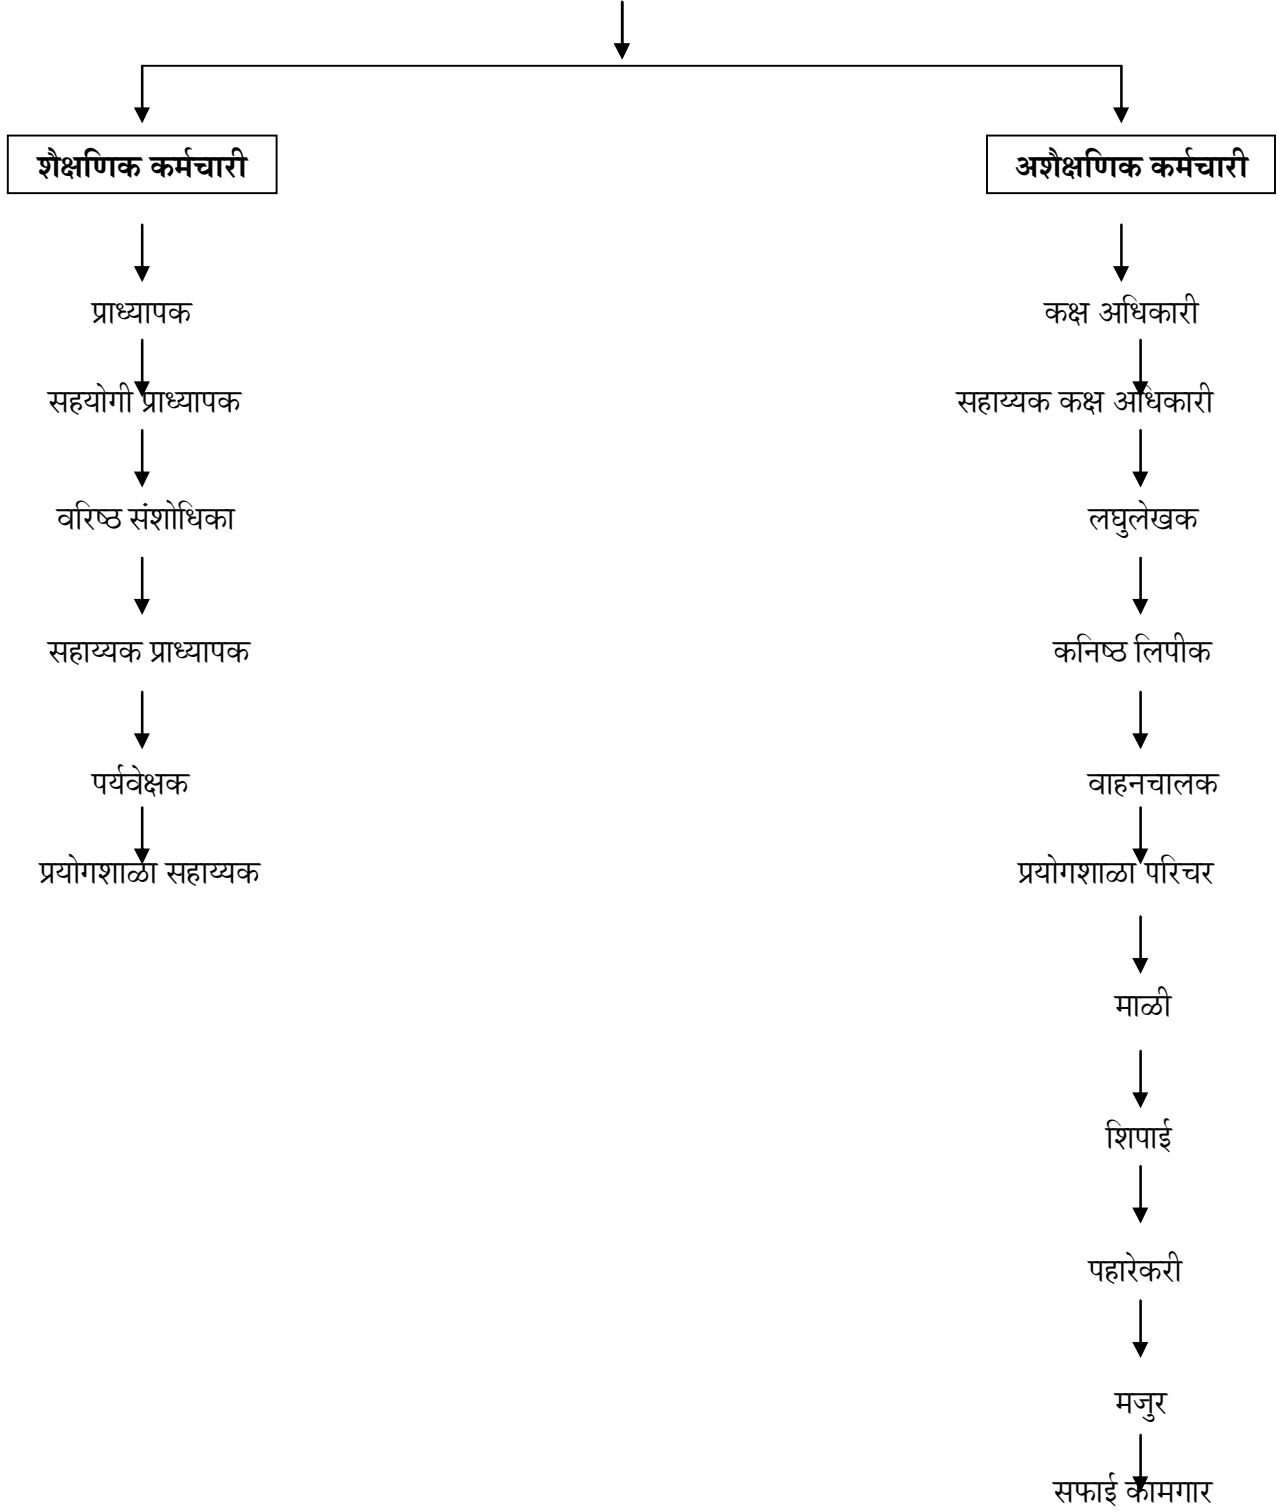 शैक्षणिक कर्मचारी
अशैक्षणिक कर्मचारी
प्राध्यापक
कक्ष अधिकारी
सहयोगी प्राध्यापक
सहाय्यक कक्ष अधिकारी
वरिष्ठ संशोधिका
लघुलेखक
सहाय्यक प्राध्यापक
कनिष्ठ लिपीक
पर्यवेक्षक
वाहनचालक
प्रयोगशाळा सहाय्यक
प्रयोगशाळा परिचर
माळी
शिपाई
पहारेकरी
मजुर
सफाई कामगार